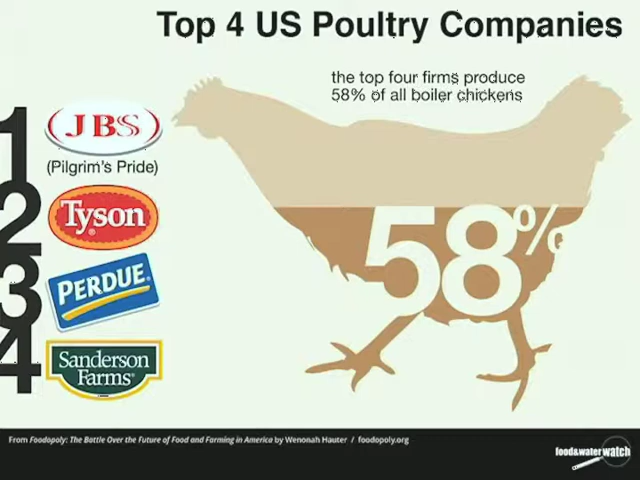 Top 4 US Poultry Companies
the top four firms produce
58% of all boiler chickens
1
JBS
(Pilgrim's Pride)
2
Tyson
®
3
PERDUE®
4
Sanderson
Farms®
58%
From Foodopoly: The Battle Over the Future of Food and Farming in America by Wenonah Hauter / foodopoly.org
food&waterwatch